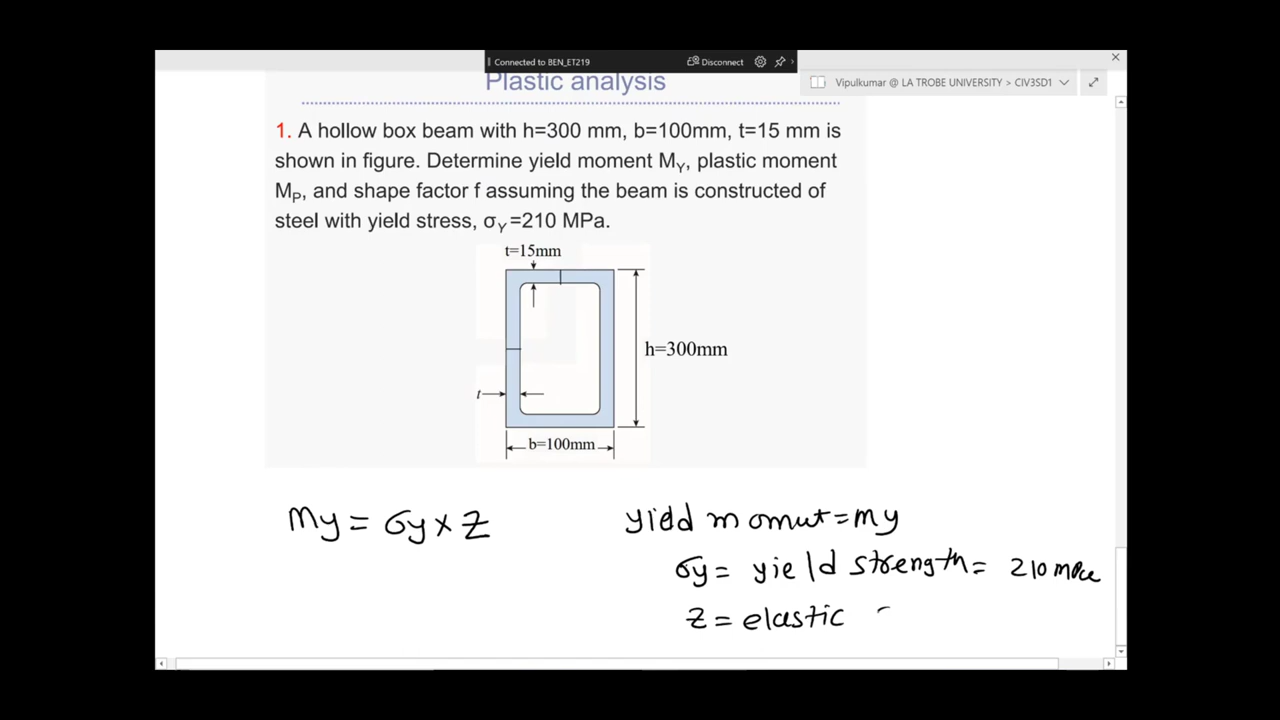 Connected to BEN_ET219 Disconnect
Plastic analysis
Vipulkumar @ LA TROBE UNIVERSITY > CIV3SD1
1. A hollow box beam with h=300 mm, b=100mm, t=15 mm is
shown in figure. Determine yield moment MY, plastic moment
MP, and shape factor f assuming the beam is constructed of
steel with yield stress, σY=210 MPa.
t=15mm
h=300mm
t
b=100mm
My = σy x Z
yield momut = my
σy = yield strength = 210 mPa
Z = elastic